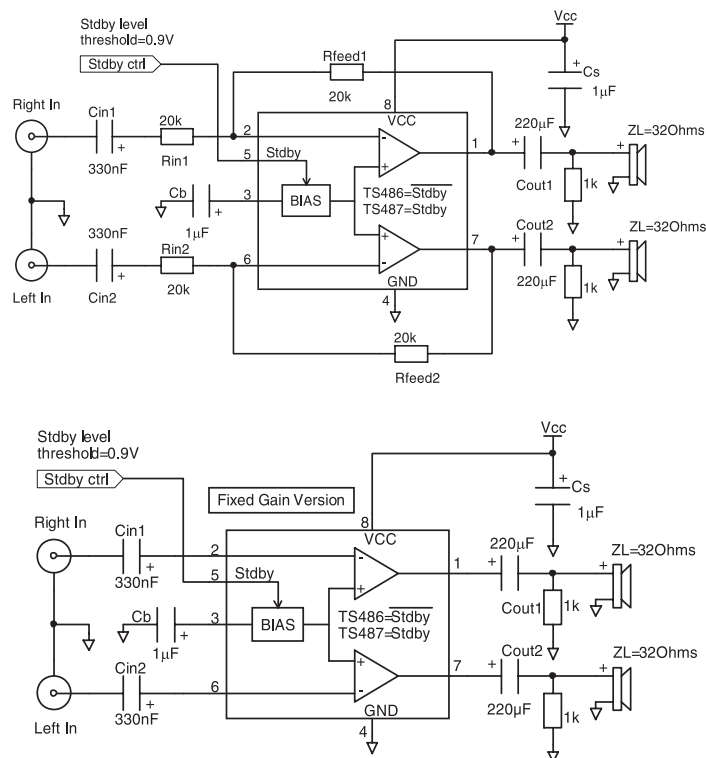 Stdby level
threshold=0.9V
Stdby ctrl
Vcc
Rfeed1
20k
Cs
1µF
+
Right In
Cin1
+
330nF
20k
Rin1
2
5
Stdby
8
VCC
1
220µF
+
Cout1
1k
ZL=32Ohms
+
Cb
+
1µF
3
BIAS
-
+
TS486=Stdby
TS487=Stdby
+
-
330nF
+
Cin2
Left In
Rin2
20k
6
7
Cout2
+
220µF
1k
ZL=32Ohms
+
GND
4
20k
Rfeed2
Stdby level
threshold=0.9V
Stdby ctrl
Fixed Gain Version
Vcc
+
Cs
1µF
Right In
Cin1
+
330nF
2
5
Stdby
8
VCC
1
220µF
+
Cout1
1k
ZL=32Ohms
+
Cb
+
1µF
3
BIAS
-
+
TS486=Stdby
TS487=Stdby
+
-
Cin2
+
330nF
Left In
6
7
Cout2
+
220µF
1k
ZL=32Ohms
+
GND
4